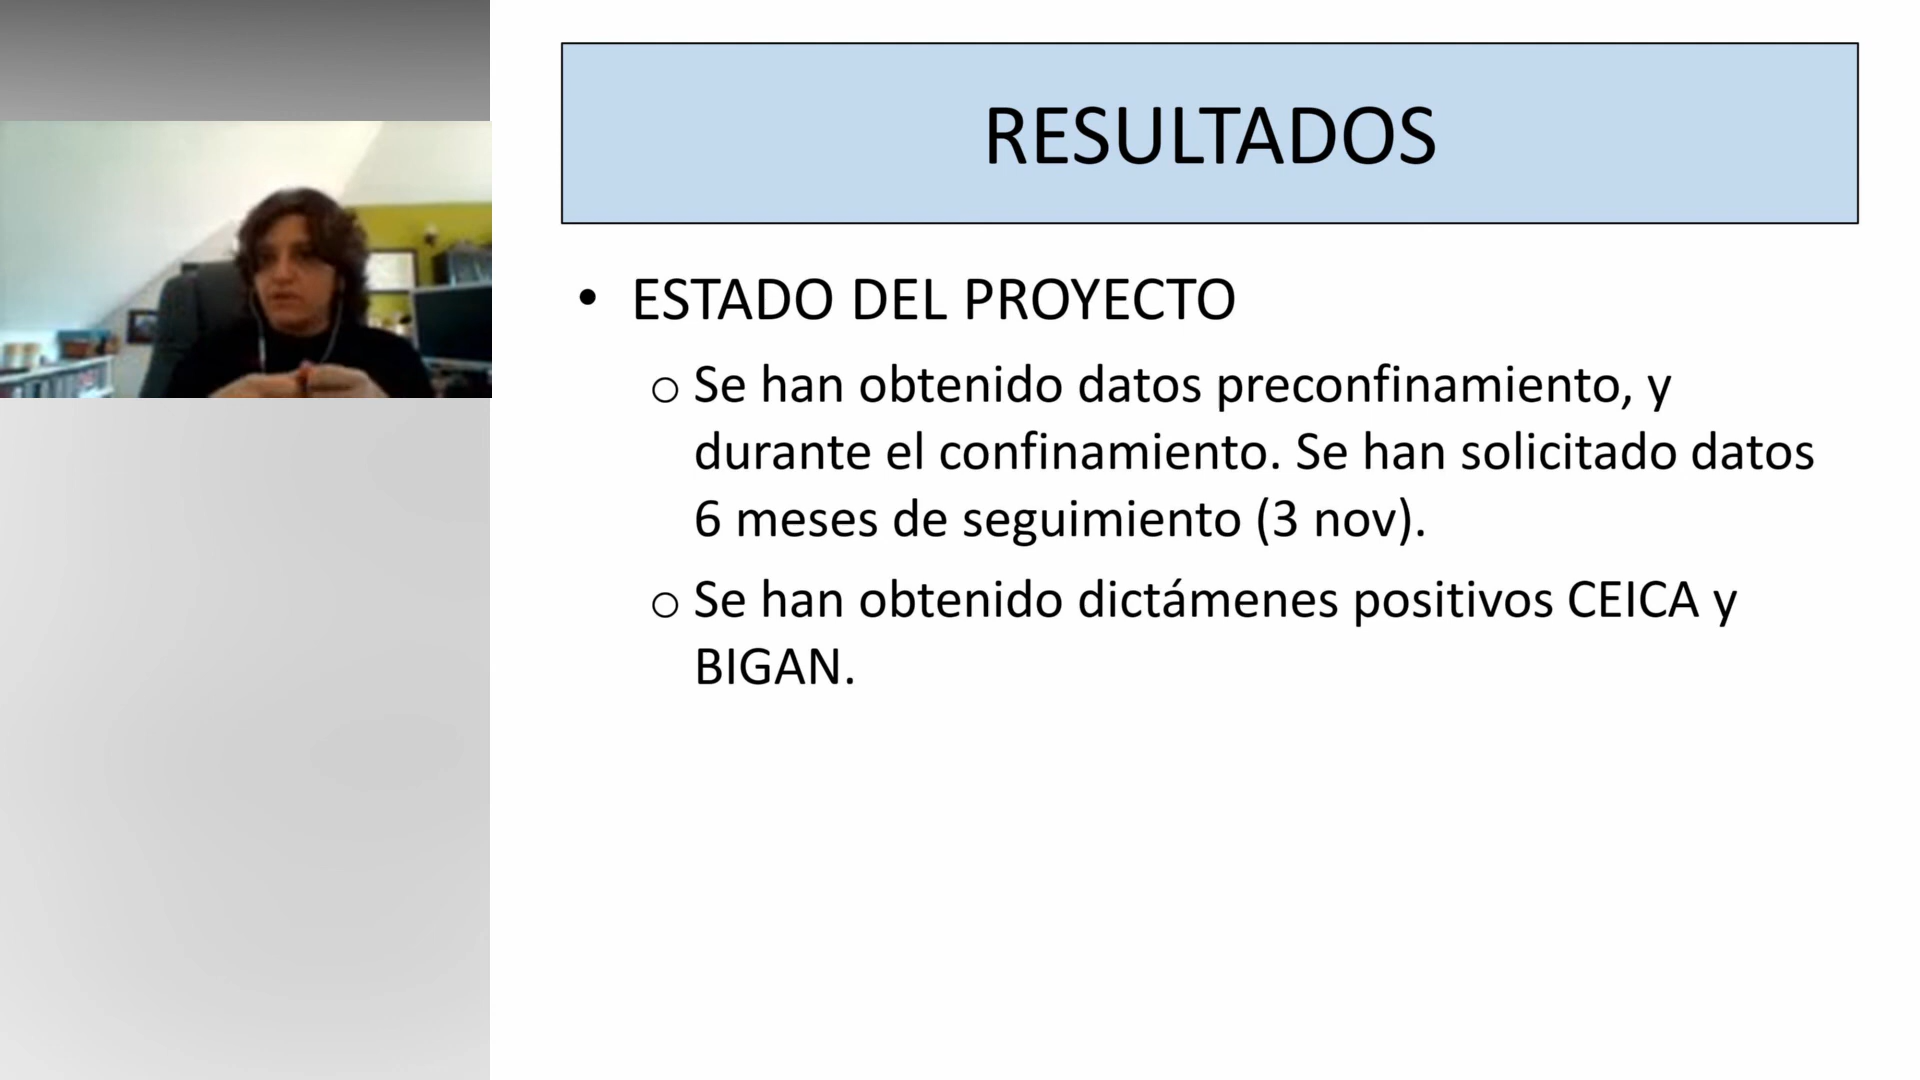 RESULTADOS
• ESTADO DEL PROYECTO
o Se han obtenido datos preconfinamiento, y
durante el confinamiento. Se han solicitado datos
6 meses de seguimiento (3 nov).
o Se han obtenido dictámenes positivos CEICA y
BIGAN.